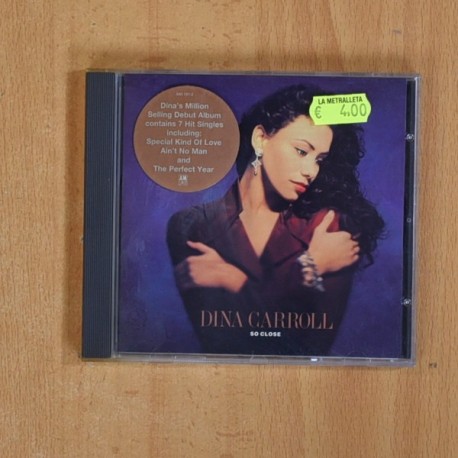 Dina's Million
Selling Debut Album
contains 7 Hit Singles
including:
Special Kind Of Love
Ain't No Man
and
The Perfect Year
LA METRALLETA
€ 4.00
DINA CARROLL
SO CLOSE